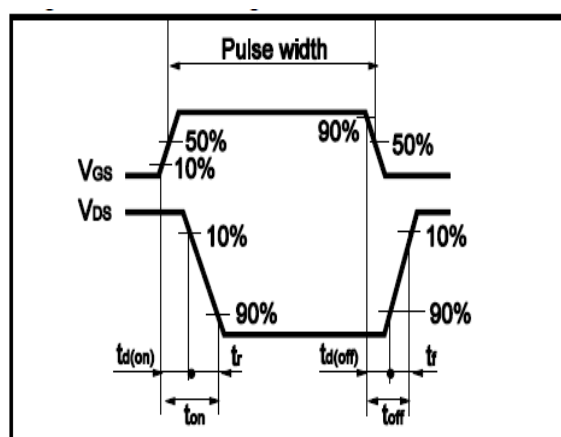 Pulse width
90%
50%
50%
10%
VGS
VDS
10%
10%
90%
90%
td(on)
tr
td(off)
tf
ton
toff